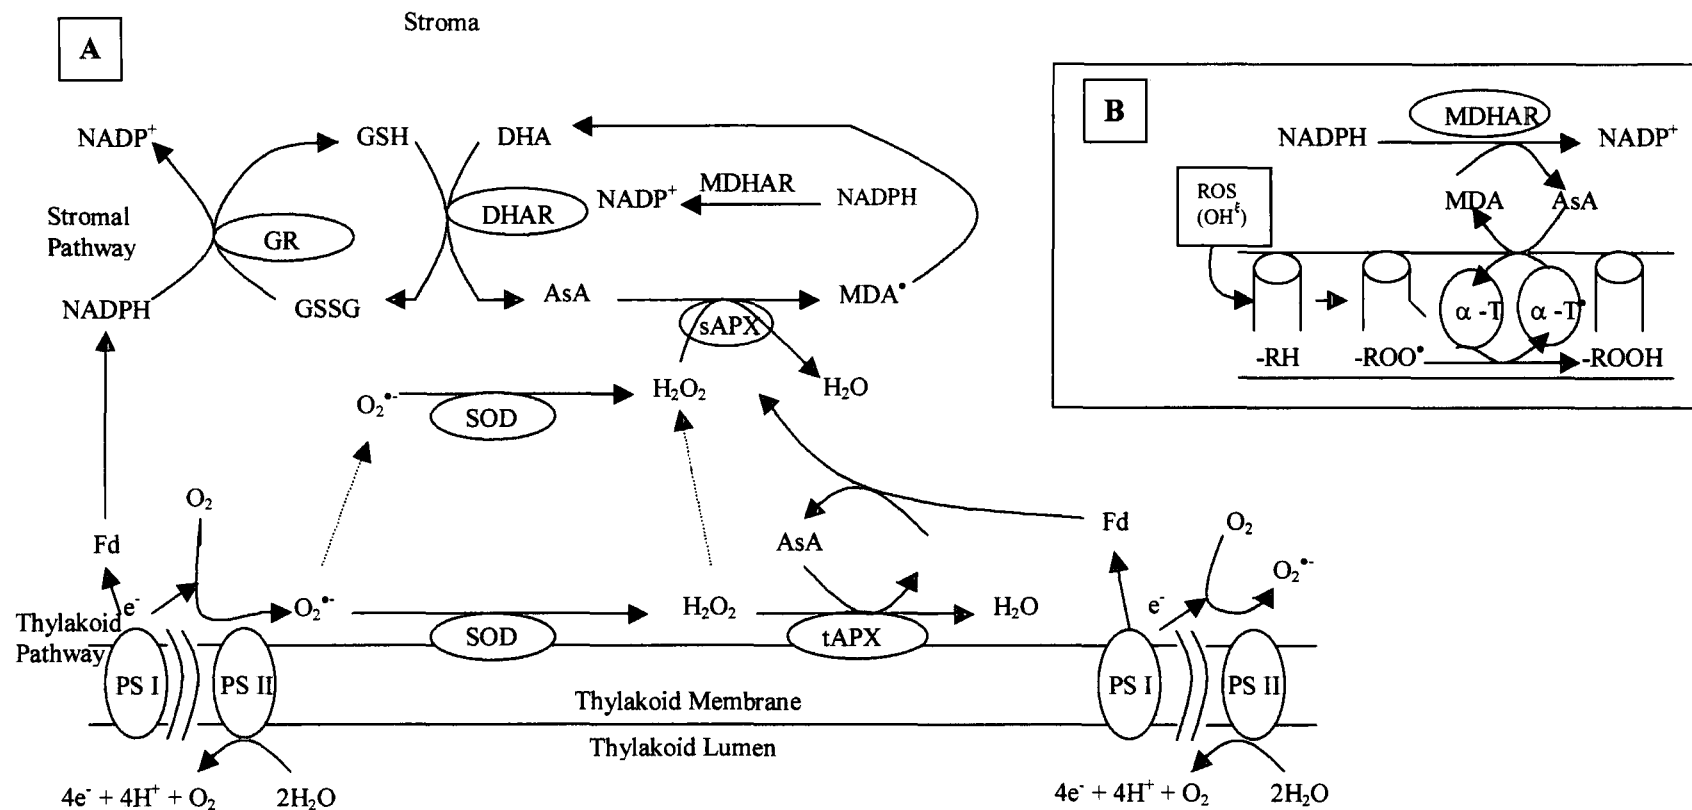 Stroma
A
NADP⁺
GSH
DHA
MDHAR
NADP⁺
NADPH
DHAR
Stromal
Pathway
GR
NADPH
GSSG
AsA
MDA•
sAPX
O₂•-
SOD
H₂O₂
H₂O
O₂
Fd
e⁻
O₂•-
Thylakoid
Pathway
SOD
H₂O₂
AsA
tAPX
H₂O
Fd
e⁻
O₂
O₂•-
PS I
PS II
Thylakoid Membrane
PS I
PS II
Thylakoid Lumen
4e⁻ + 4H⁺ + O₂
2H₂O
4e⁻ + 4H⁺ + O₂
2H₂O
B
MDHAR
NADPH
NADP⁺
ROS
(OH^ξ)
MDA
AsA
α -T
α -T•
-RH
-ROO•
-ROOH